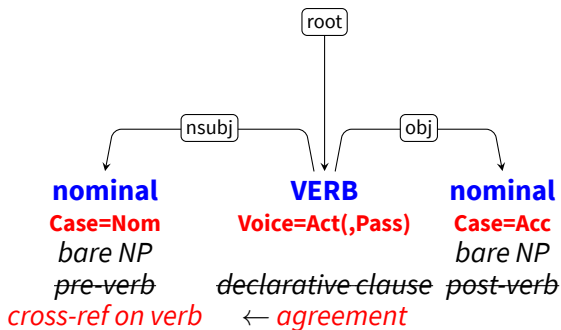 root
nsubj obj
nominal VERB nominal
Case=Nom Voice=Act(,Pass) Case=Acc
bare NP bare NP
pre-verb declarative clause post-verb
cross-ref on verb ← agreement